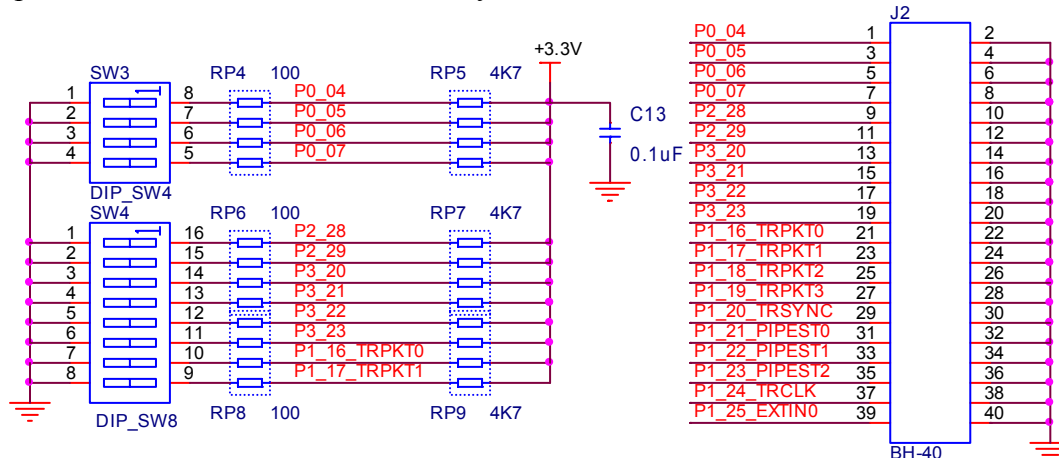 +3.3V
SW3
RP4 100
RP5 4K7
1 8 P0_04
2 7 P0_05
3 6 P0_06
4 5 P0_07
DIP_SW4
C13
0.1uF
SW4
RP6 100
RP7 4K7
1 16 P2_28
2 15 P2_29
3 14 P3_20
4 13 P3_21
5 12 P3_22
6 11 P3_23
7 10 P1_16_TRPKT0
8 9 P1_17_TRPKT1
DIP_SW8
RP8 100
RP9 4K7
J2
P0_04 1 2
P0_05 3 4
P0_06 5 6
P0_07 7 8
P2_28 9 10
P2_29 11 12
P3_20 13 14
P3_21 15 16
P3_22 17 18
P3_23 19 20
P1_16_TRPKT0 21 22
P1_17_TRPKT1 23 24
P1_18_TRPKT2 25 26
P1_19_TRPKT3 27 28
P1_20_TRSYNC 29 30
P1_21_PIPEST0 31 32
P1_22_PIPEST1 33 34
P1_23_PIPEST2 35 36
P1_24_TRCLK 37 38
P1_25_EXTIN0 39 40
BH-40